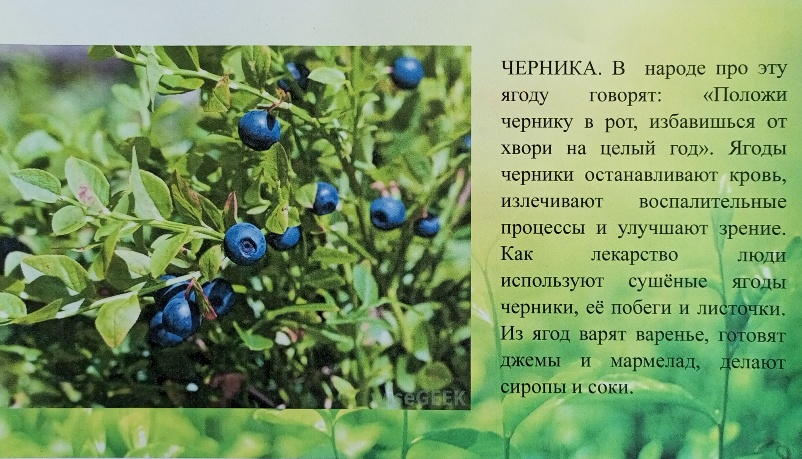 ЧЕРНИКА. В народе про эту
ягоду говорят: «Положи
чернику в рот, избавишься от
хвори на целый год». Ягоды
черники останавливают кровь,
излечивают воспалительные
процессы и улучшают зрение.
Как лекарство люди
используют сушёные ягоды
черники, её побеги и листочки.
Из ягод варят варенье, готовят
джемы и мармелад, делают
сиропы и соки.